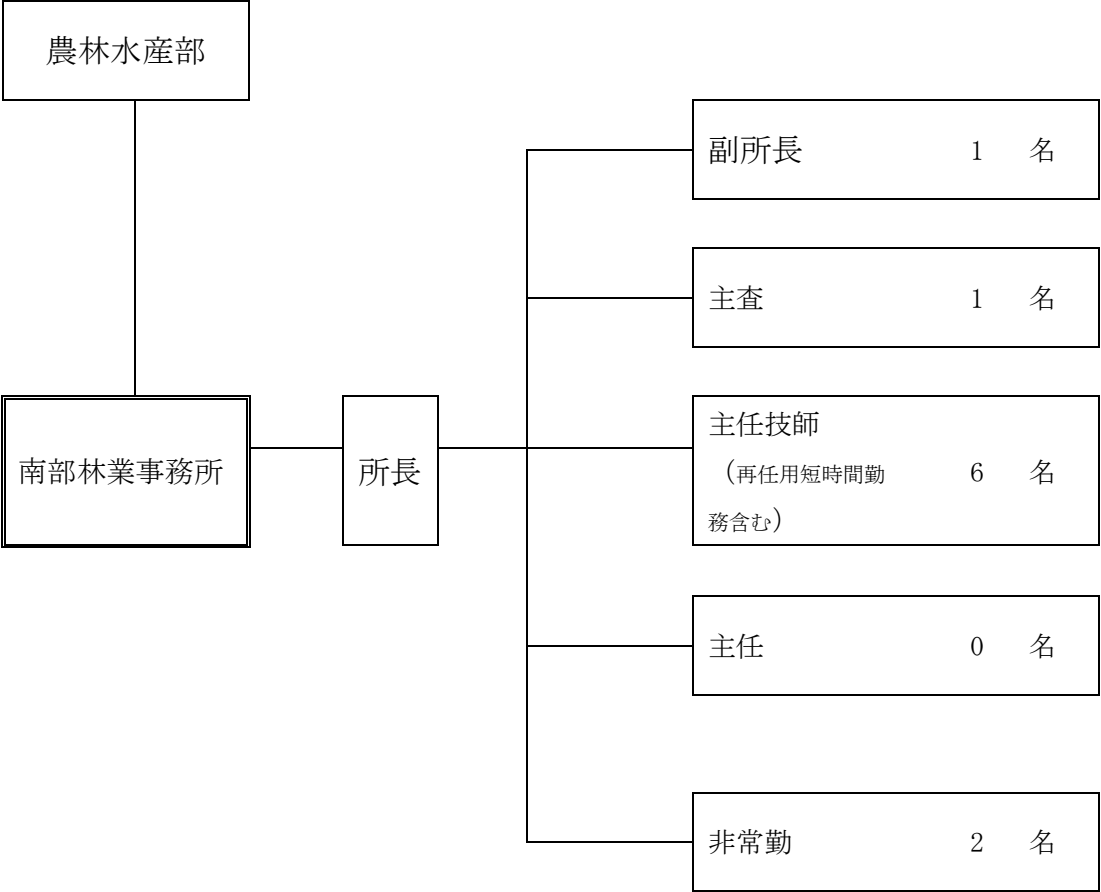 農林水産部
副所長 1 名
主査 1 名
南部林業事務所
所長
主任技師
（再任用短時間勤 6 名
務含む）
主任 0 名
非常勤 2 名